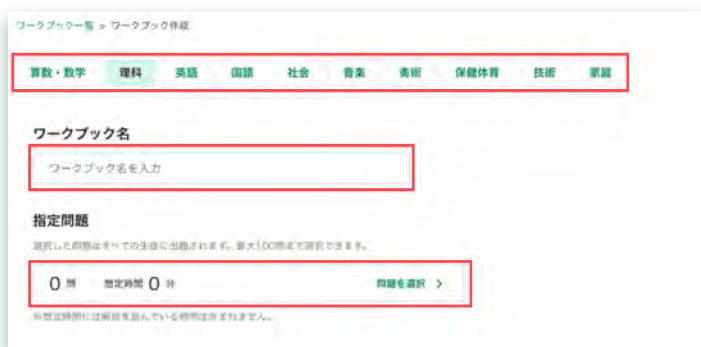 ワークブック一覧 > ワークブック作成
算数・数学 理科 英語 国語 社会 音楽 美術 保健体育 技術 家庭
ワークブック名
ワークブック名を入力
指定問題
選択した問題はすべての生徒に出題されます。最大100問まで選択できます。
0 問 想定時間 0 分 問題を選択 >
※想定時間には解説を読んでいる時間は含まれません。